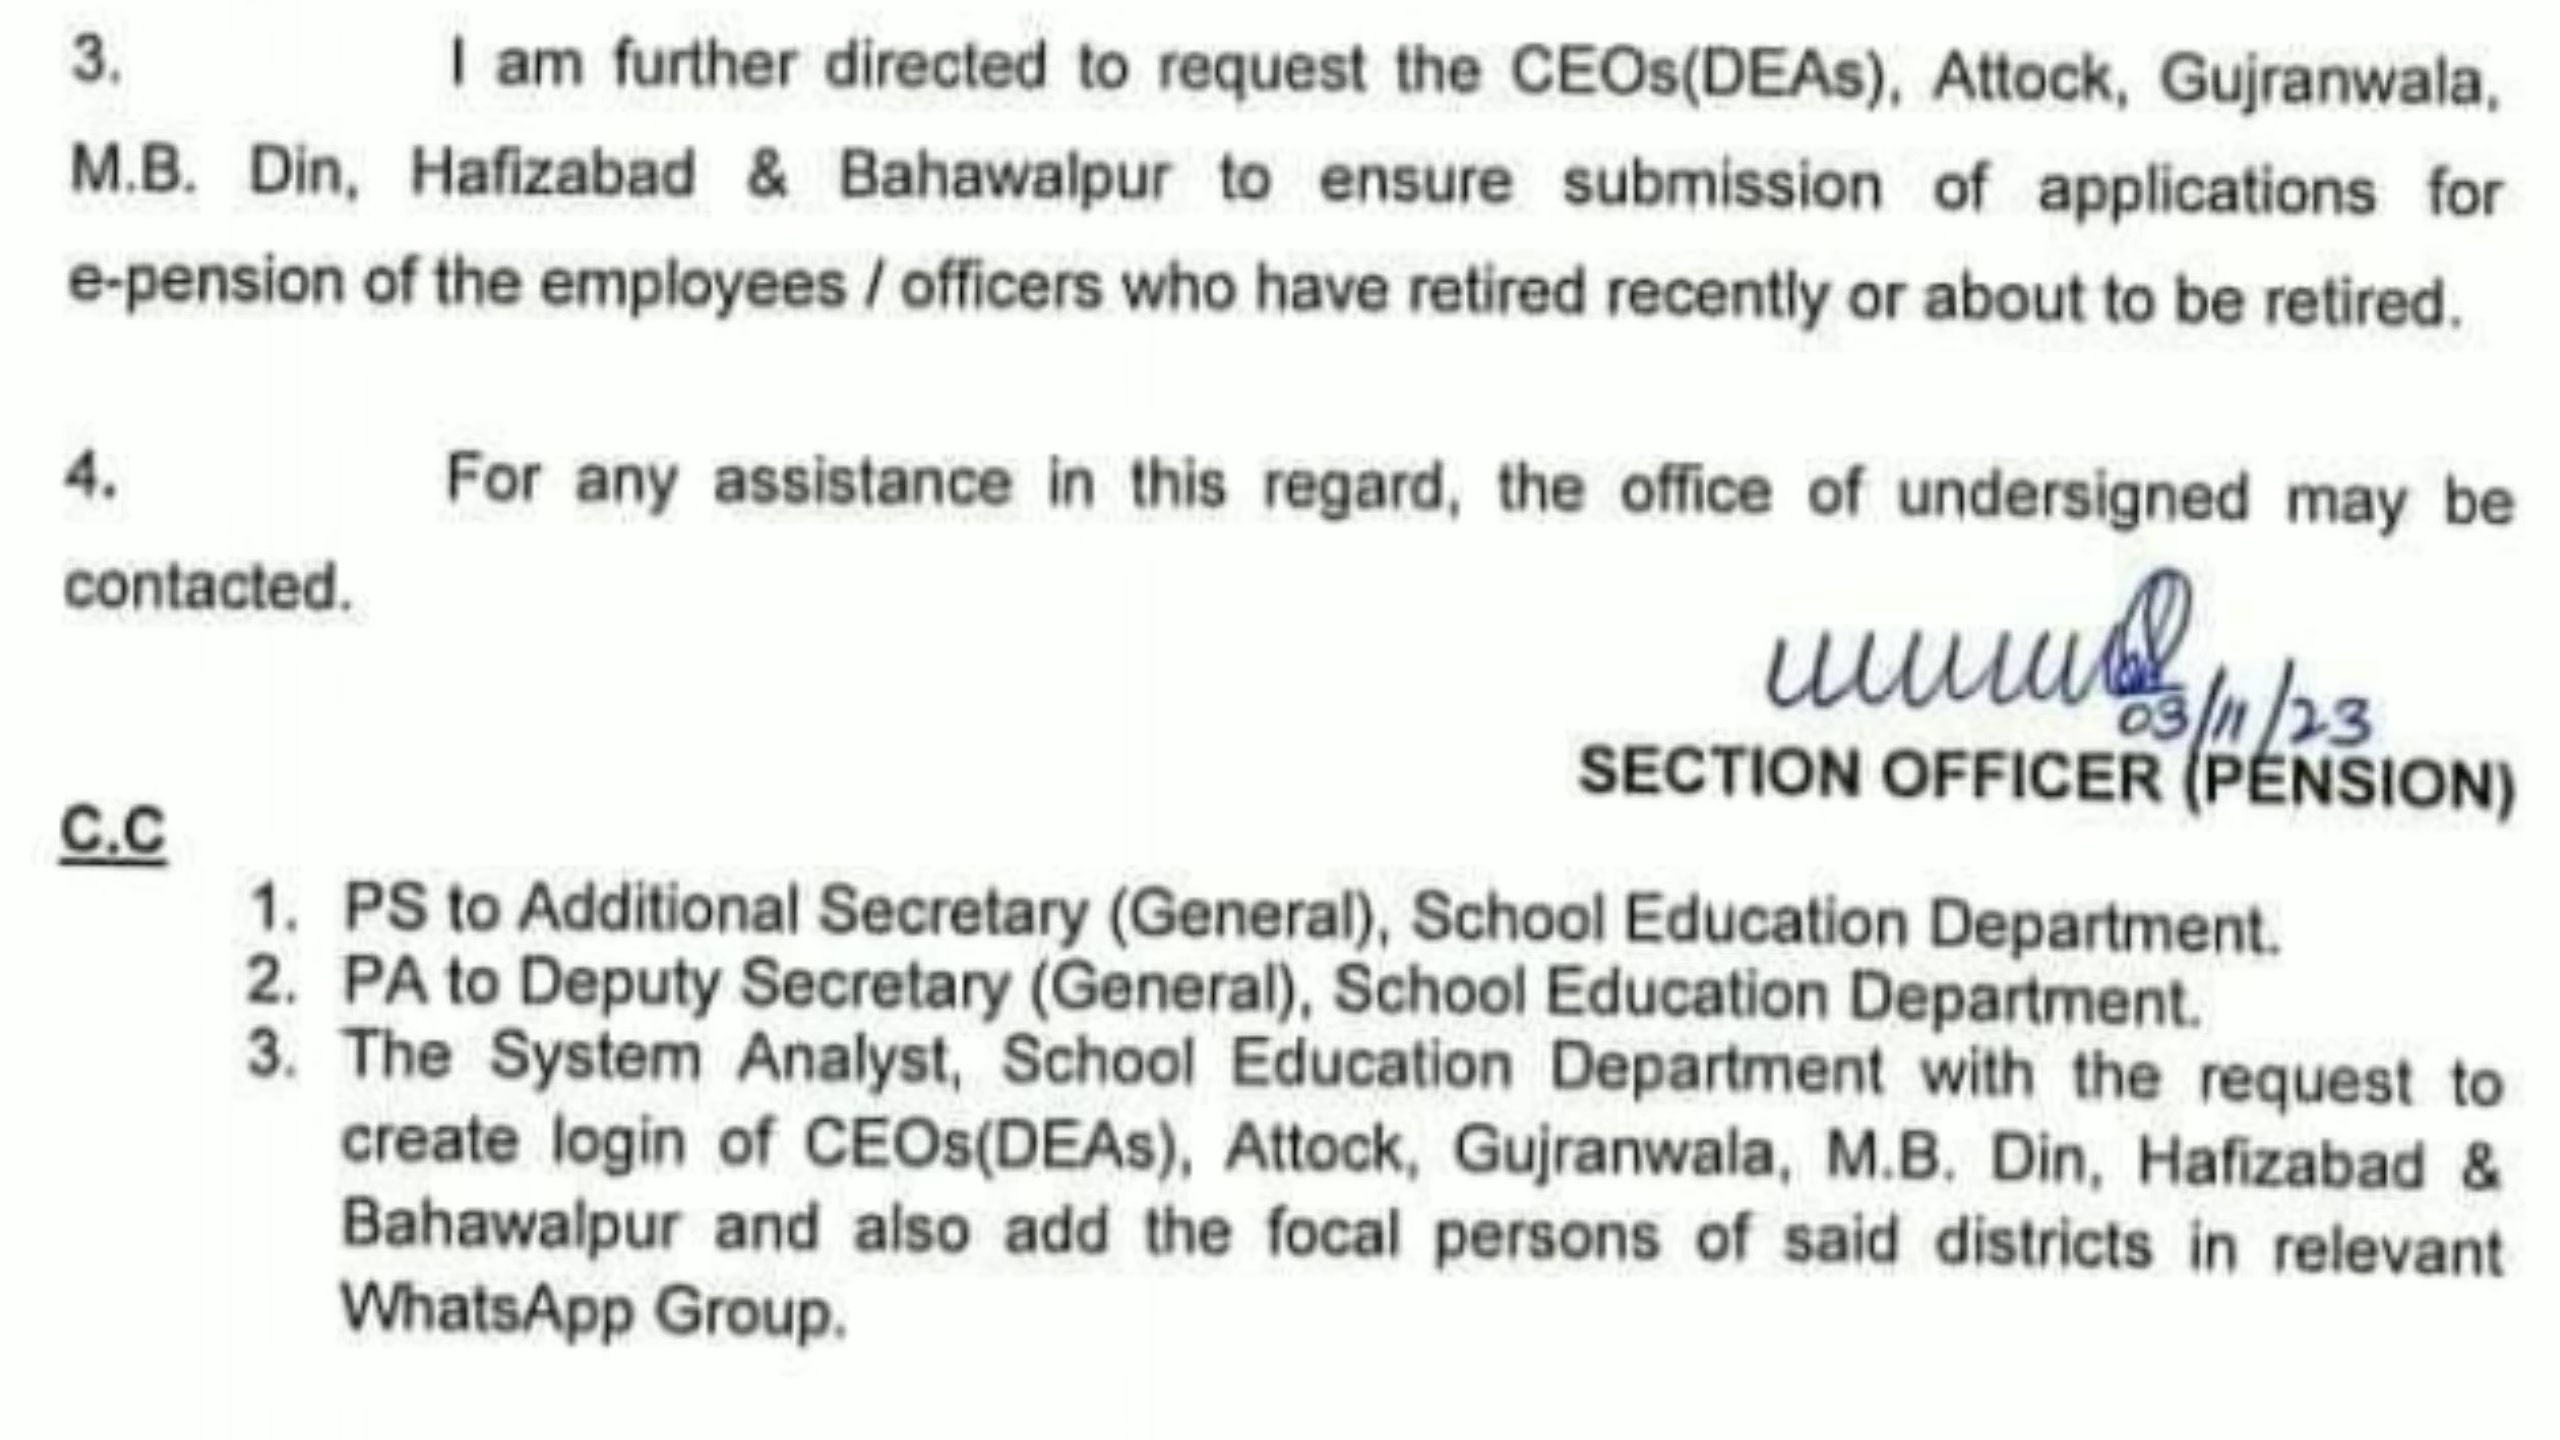 3. I am further directed to request the CEOs(DEAs), Attock, Gujranwala,
M.B. Din, Hafizabad & Bahawalpur to ensure submission of applications for
e-pension of the employees / officers who have retired recently or about to be retired.
4. For any assistance in this regard, the office of undersigned may be
contacted.
03/11/23
SECTION OFFICER (PENSION)
C.C
1. PS to Additional Secretary (General), School Education Department.
2. PA to Deputy Secretary (General), School Education Department.
3. The System Analyst, School Education Department with the request to
create login of CEOs(DEAs), Attock, Gujranwala, M.B. Din, Hafizabad &
Bahawalpur and also add the focal persons of said districts in relevant
WhatsApp Group.